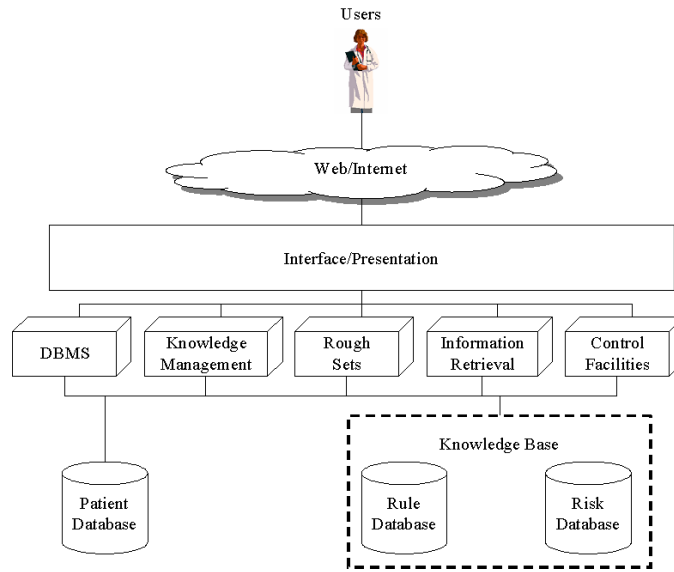 Users
Web/Internet
Interface/Presentation
DBMS
Knowledge
Management
Rough
Sets
Information
Retrieval
Control
Facilities
Knowledge Base
Patient
Database
Rule
Database
Risk
Database